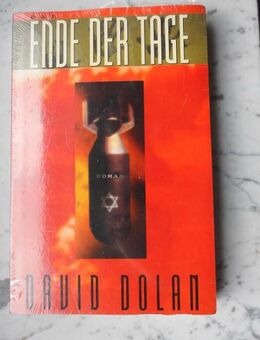 ENDE DER TAGE
ROMAN
DAVID DOLAN